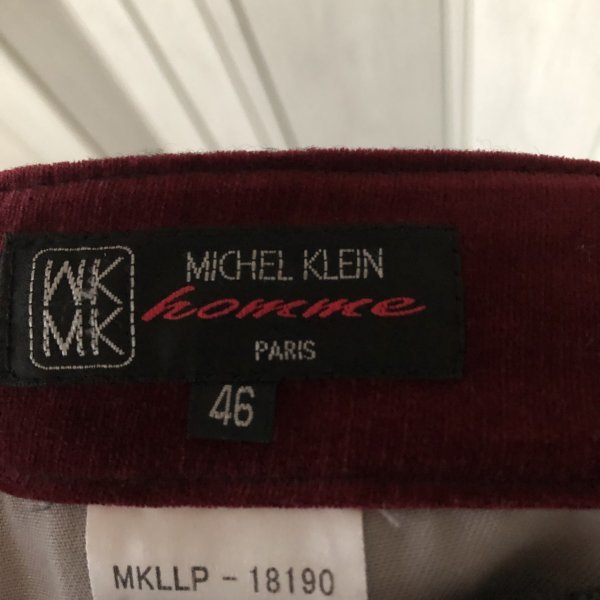 MK
MK
MICHEL KLEIN
homme
PARIS
46
MKLLP - 18190